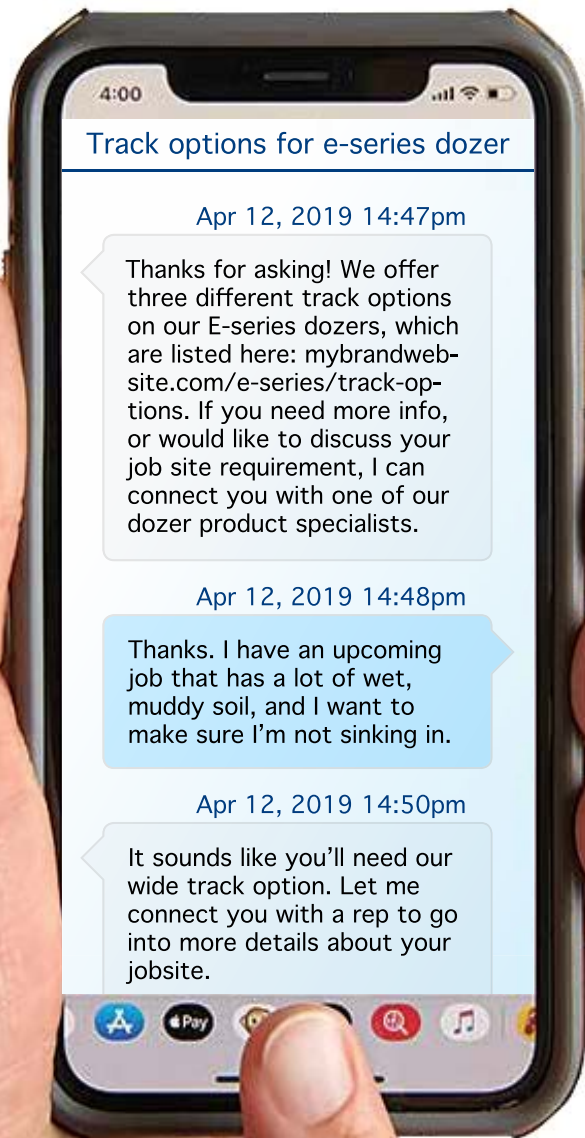 4:00
Track options for e-series dozer
Apr 12, 2019 14:47pm
Thanks for asking! We offer
three different track options
on our E-series dozers, which
are listed here: mybrandweb-
site.com/e-series/track-op-
tions. If you need more info,
or would like to discuss your
job site requirement, I can
connect you with one of our
dozer product specialists.
Apr 12, 2019 14:48pm
Thanks. I have an upcoming
job that has a lot of wet,
muddy soil, and I want to
make sure I’m not sinking in.
Apr 12, 2019 14:50pm
It sounds like you’ll need our
wide track option. Let me
connect you with a rep to go
into more details about your
jobsite.
Pay